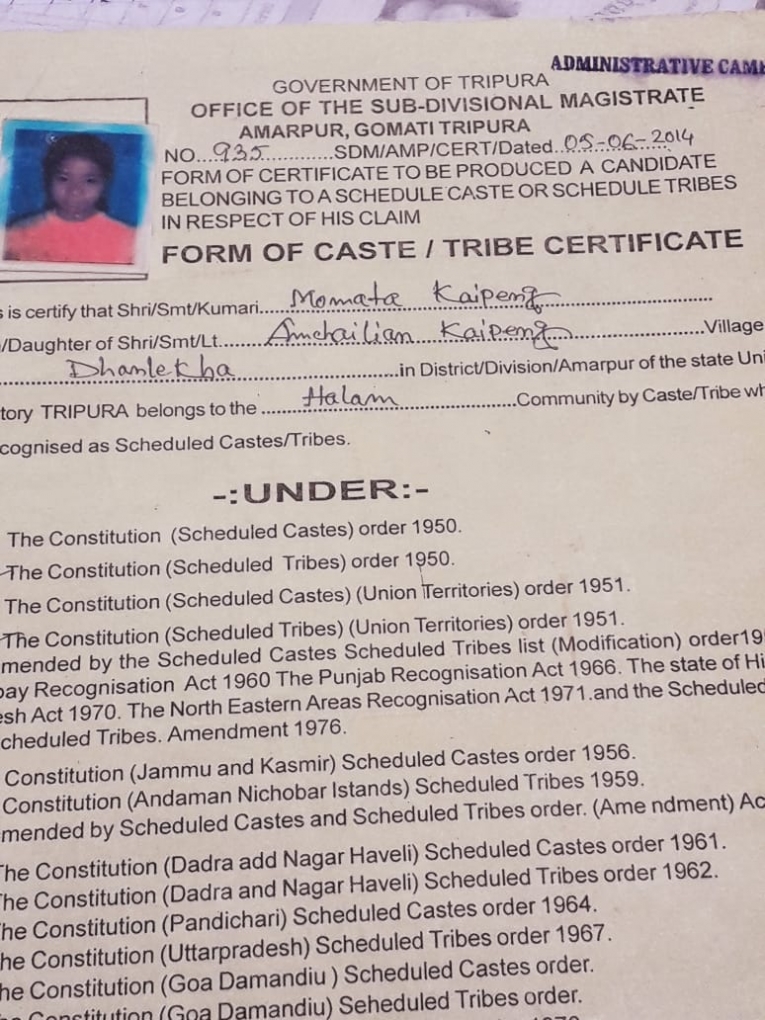 ADMINISTRATIVE CAM
GOVERNMENT OF TRIPURA
OFFICE OF THE SUB-DIVISIONAL MAGISTRATE
AMARPUR, GOMATI TRIPURA
NO...935.............SDM/AMP/CERT/Dated..05-06-2014
FORM OF CERTIFICATE TO BE PRODUCED A CANDIDATE
BELONGING TO A SCHEDULE CASTE OR SCHEDULE TRIBES
IN RESPECT OF HIS CLAIM
FORM OF CASTE / TRIBE CERTIFICATE
s is certify that Shri/Smt/Kumari.....Momata Kaipeng..............................
/Daughter of Shri/Smt/Lt........Amchailian Kaipeng......................Village
............Dhanlekha............................in District/Division/Amarpur of the state Uni
tory TRIPURA belongs to the .......Halam.....................Community by Caste/Tribe wh
cognised as Scheduled Castes/Tribes.
-:UNDER:-
The Constitution (Scheduled Castes) order 1950.
The Constitution (Scheduled Tribes) order 1950.
The Constitution (Scheduled Castes) (Union Territories) order 1951.
The Constitution (Scheduled Tribes) (Union Territories) order 1951.
mended by the Scheduled Castes Scheduled Tribes list (Modification) order19
bay Recognisation Act 1960 The Punjab Recognisation Act 1966. The state of Hi
esh Act 1970. The North Eastern Areas Recognisation Act 1971.and the Scheduled
cheduled Tribes. Amendment 1976.
Constitution (Jammu and Kasmir) Scheduled Castes order 1956.
Constitution (Andaman Nichobar Istands) Scheduled Tribes 1959.
mended by Scheduled Castes and Scheduled Tribes order. (Ame ndment) Ac
The Constitution (Dadra add Nagar Haveli) Scheduled Castes order 1961.
The Constitution (Dadra and Nagar Haveli) Scheduled Tribes order 1962.
he Constitution (Pandichari) Scheduled Castes order 1964.
he Constitution (Uttarpradesh) Scheduled Tribes order 1967.
he Constitution (Goa Damandiu ) Scheduled Castes order.
Constitution (Goa Damandiu) Seheduled Tribes order.